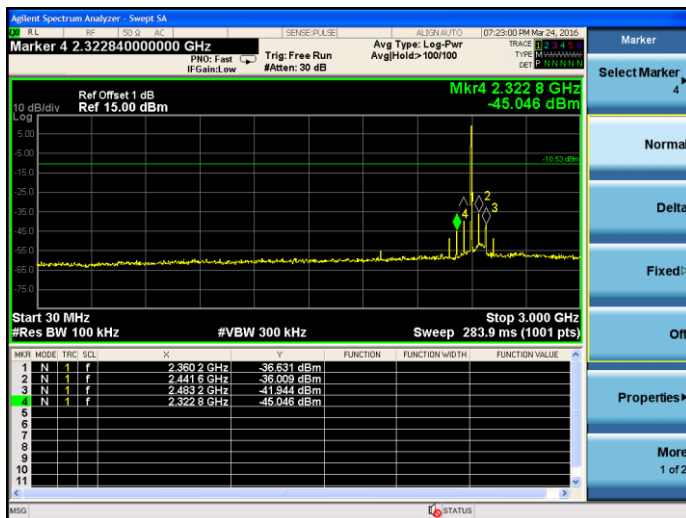 Agilent Spectrum Analyzer - Swept SA
RL RF 50 Ω AC SENSE:PULSE ALIGN AUTO 07:23:00 PM Mar 24, 2016
Marker 4 2.322840000000 GHz
PNO: Fast
IFGain:Low
Trig: Free Run
#Atten: 30 dB
Avg Type: Log-Pwr
Avg|Hold:> 100/100
TRACE 1 2 3 4 5 6
TYPE M
DET P N N N N N
Ref Offset 1 dB
10 dB/div Ref 15.00 dBm
Log
Mkr4 2.322 8 GHz
-45.046 dBm
5.00
-5.00
-10.53 dBm
-15.0
-25.0
-35.0
-45.0
-55.0
-65.0
-75.0
1
2
3
4
Start 30 MHz Stop 3.000 GHz
#Res BW 100 kHz #VBW 300 kHz Sweep 283.9 ms (1001 pts)
MKR MODE TRC SCL X Y FUNCTION FUNCTION WIDTH FUNCTION VALUE
1 N 1 f 2.360 2 GHz -36.631 dBm
2 N 1 f 2.441 6 GHz -36.009 dBm
3 N 1 f 2.483 2 GHz -41.944 dBm
4 N 1 f 2.322 8 GHz -45.046 dBm
5
6
7
8
9
10
11
MSG STATUS
Marker
Select Marker
4
Normal
Delta
Fixed
Off
Properties
More
1 of 2